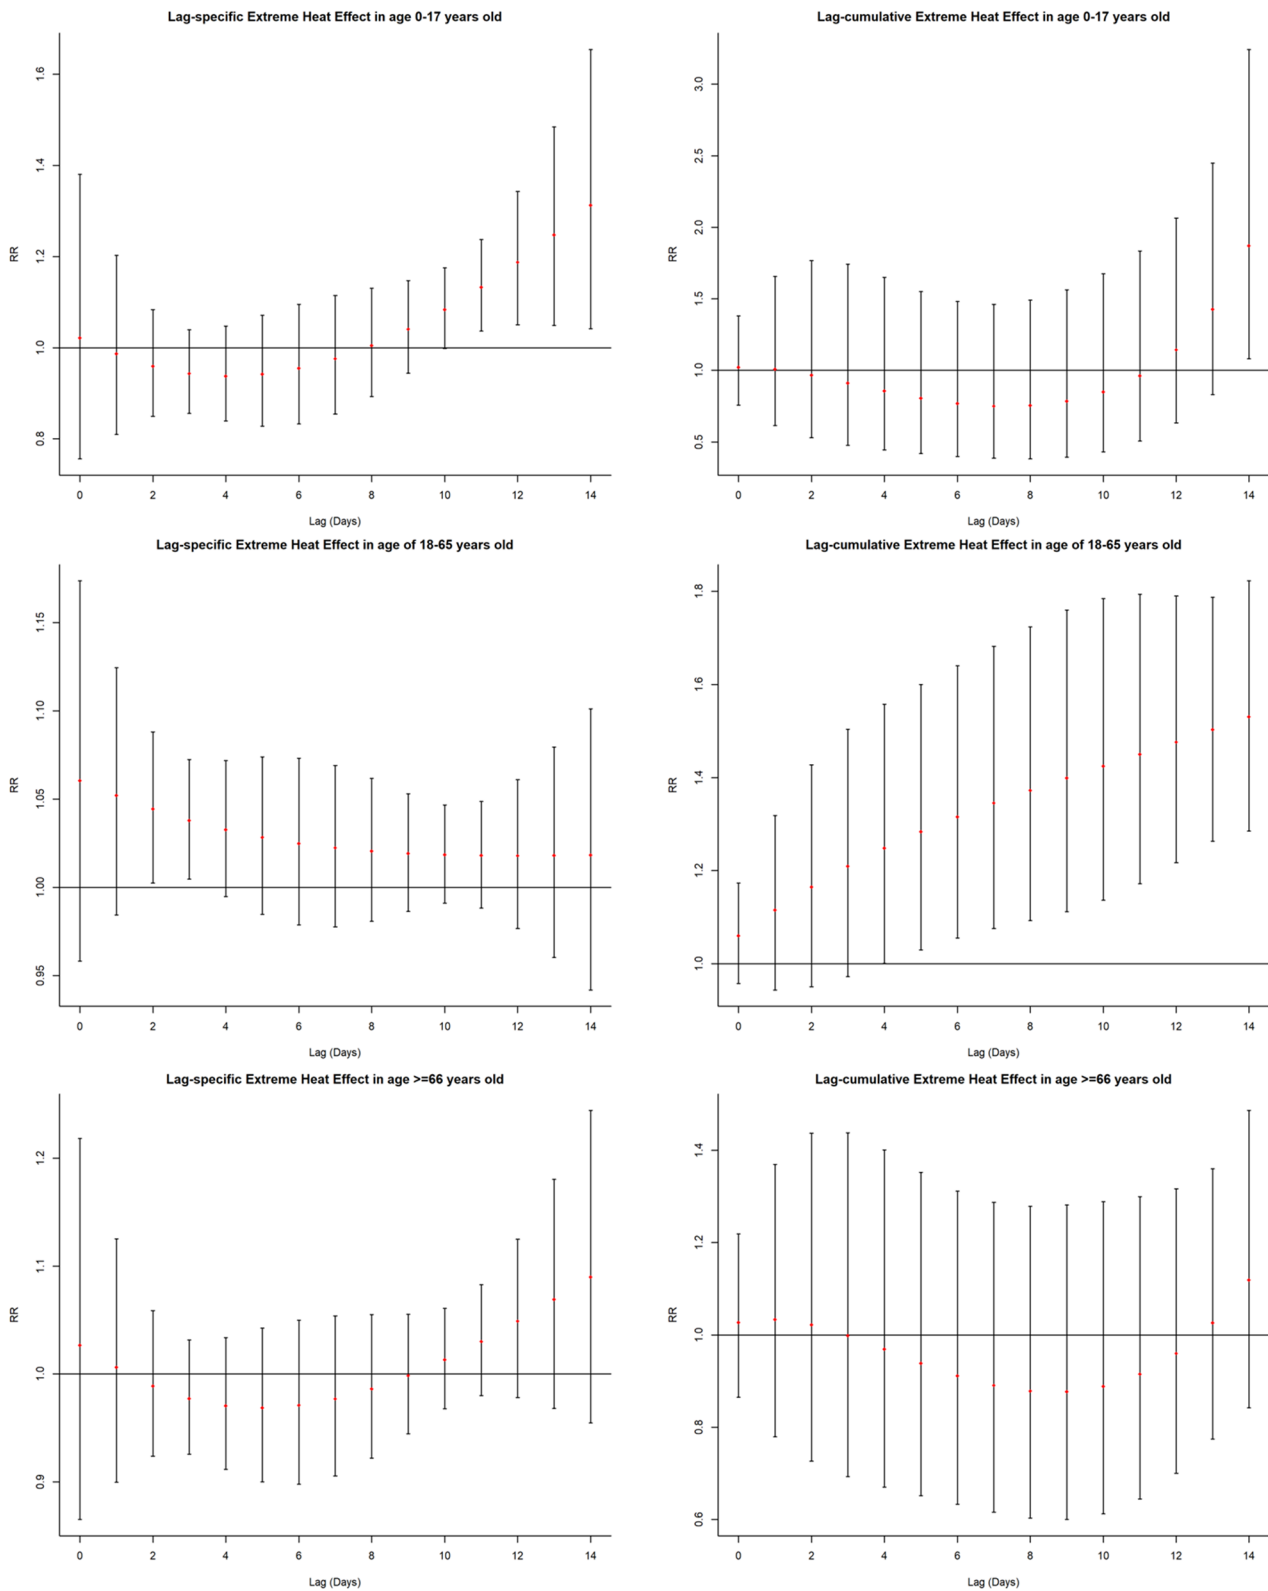 Lag-specific Extreme Heat Effect in age 0-17 years old
RR
1.6
1.4
1.2
1.0
0.8
0 2 4 6 8 10 12 14
Lag (Days)
Lag-cumulative Extreme Heat Effect in age 0-17 years old
RR
3.0
2.5
2.0
1.5
1.0
0.5
0 2 4 6 8 10 12 14
Lag (Days)
Lag-specific Extreme Heat Effect in age of 18-65 years old
RR
1.15
1.10
1.05
1.00
0.95
0 2 4 6 8 10 12 14
Lag (Days)
Lag-cumulative Extreme Heat Effect in age of 18-65 years old
RR
1.8
1.6
1.4
1.2
1.0
0 2 4 6 8 10 12 14
Lag (Days)
Lag-specific Extreme Heat Effect in age >=66 years old
RR
1.2
1.1
1.0
0.9
0 2 4 6 8 10 12 14
Lag (Days)
Lag-cumulative Extreme Heat Effect in age >=66 years old
RR
1.4
1.2
1.0
0.8
0.6
0 2 4 6 8 10 12 14
Lag (Days)